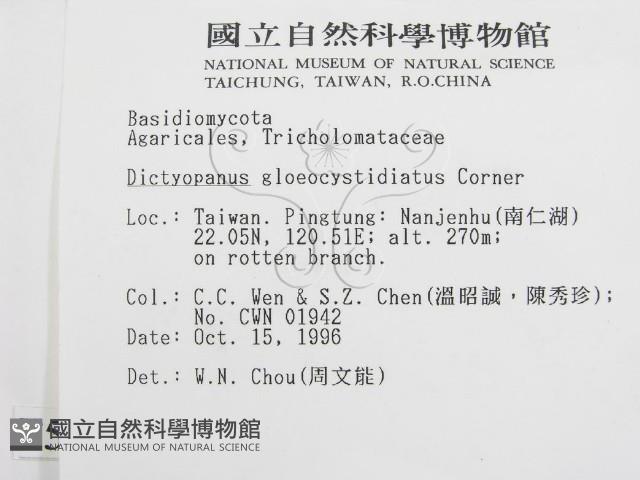 國立自然科學博物館
NATIONAL MUSEUM OF NATURAL SCIENCE
TAICHUNG, TAIWAN, R.O.CHINA
Basidiomycota
Agaricales, Tricholomataceae
Dictyopanus gloeocystidiatus Corner
Loc.: Taiwan. Pingtung: Nanjenhu(南仁湖)
22.05N, 120.51E; alt. 270m;
on rotten branch.
Col.: C.C. Wen & S.Z. Chen(溫昭誠，陳秀珍);
No. CWN 01942
Date: Oct. 15, 1996
Det.: W.N. Chou(周文能)
國立自然科學博物館
NATIONAL MUSEUM OF NATURAL SCIENCE